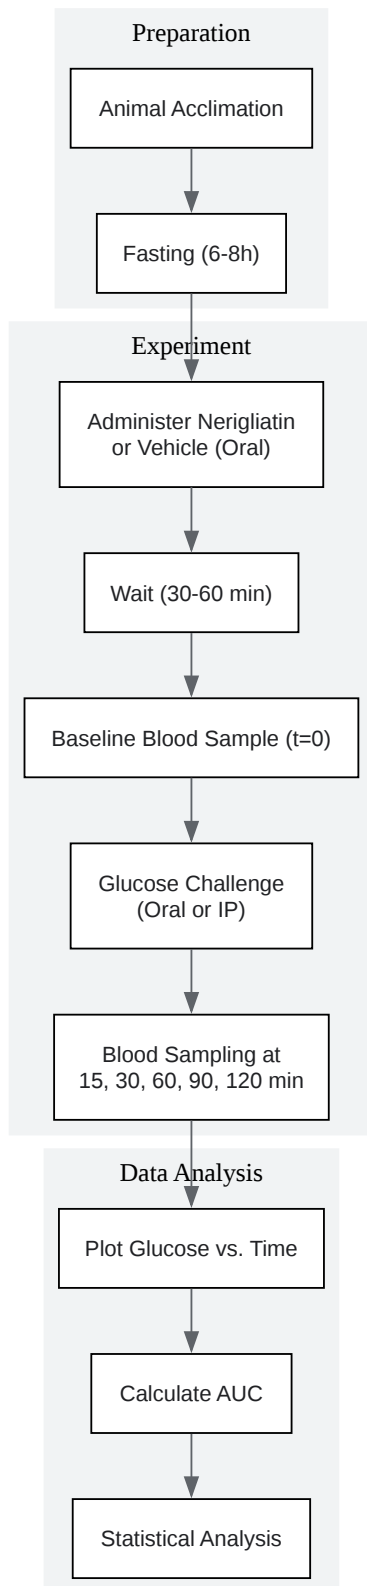 Preparation
Animal Acclimation
Fasting (6-8h)
Experiment
Administer Nerigliatin
or Vehicle (Oral)
Wait (30-60 min)
Baseline Blood Sample (t=0)
Glucose Challenge
(Oral or IP)
Blood Sampling at
15, 30, 60, 90, 120 min
Data Analysis
Plot Glucose vs. Time
Calculate AUC
Statistical Analysis